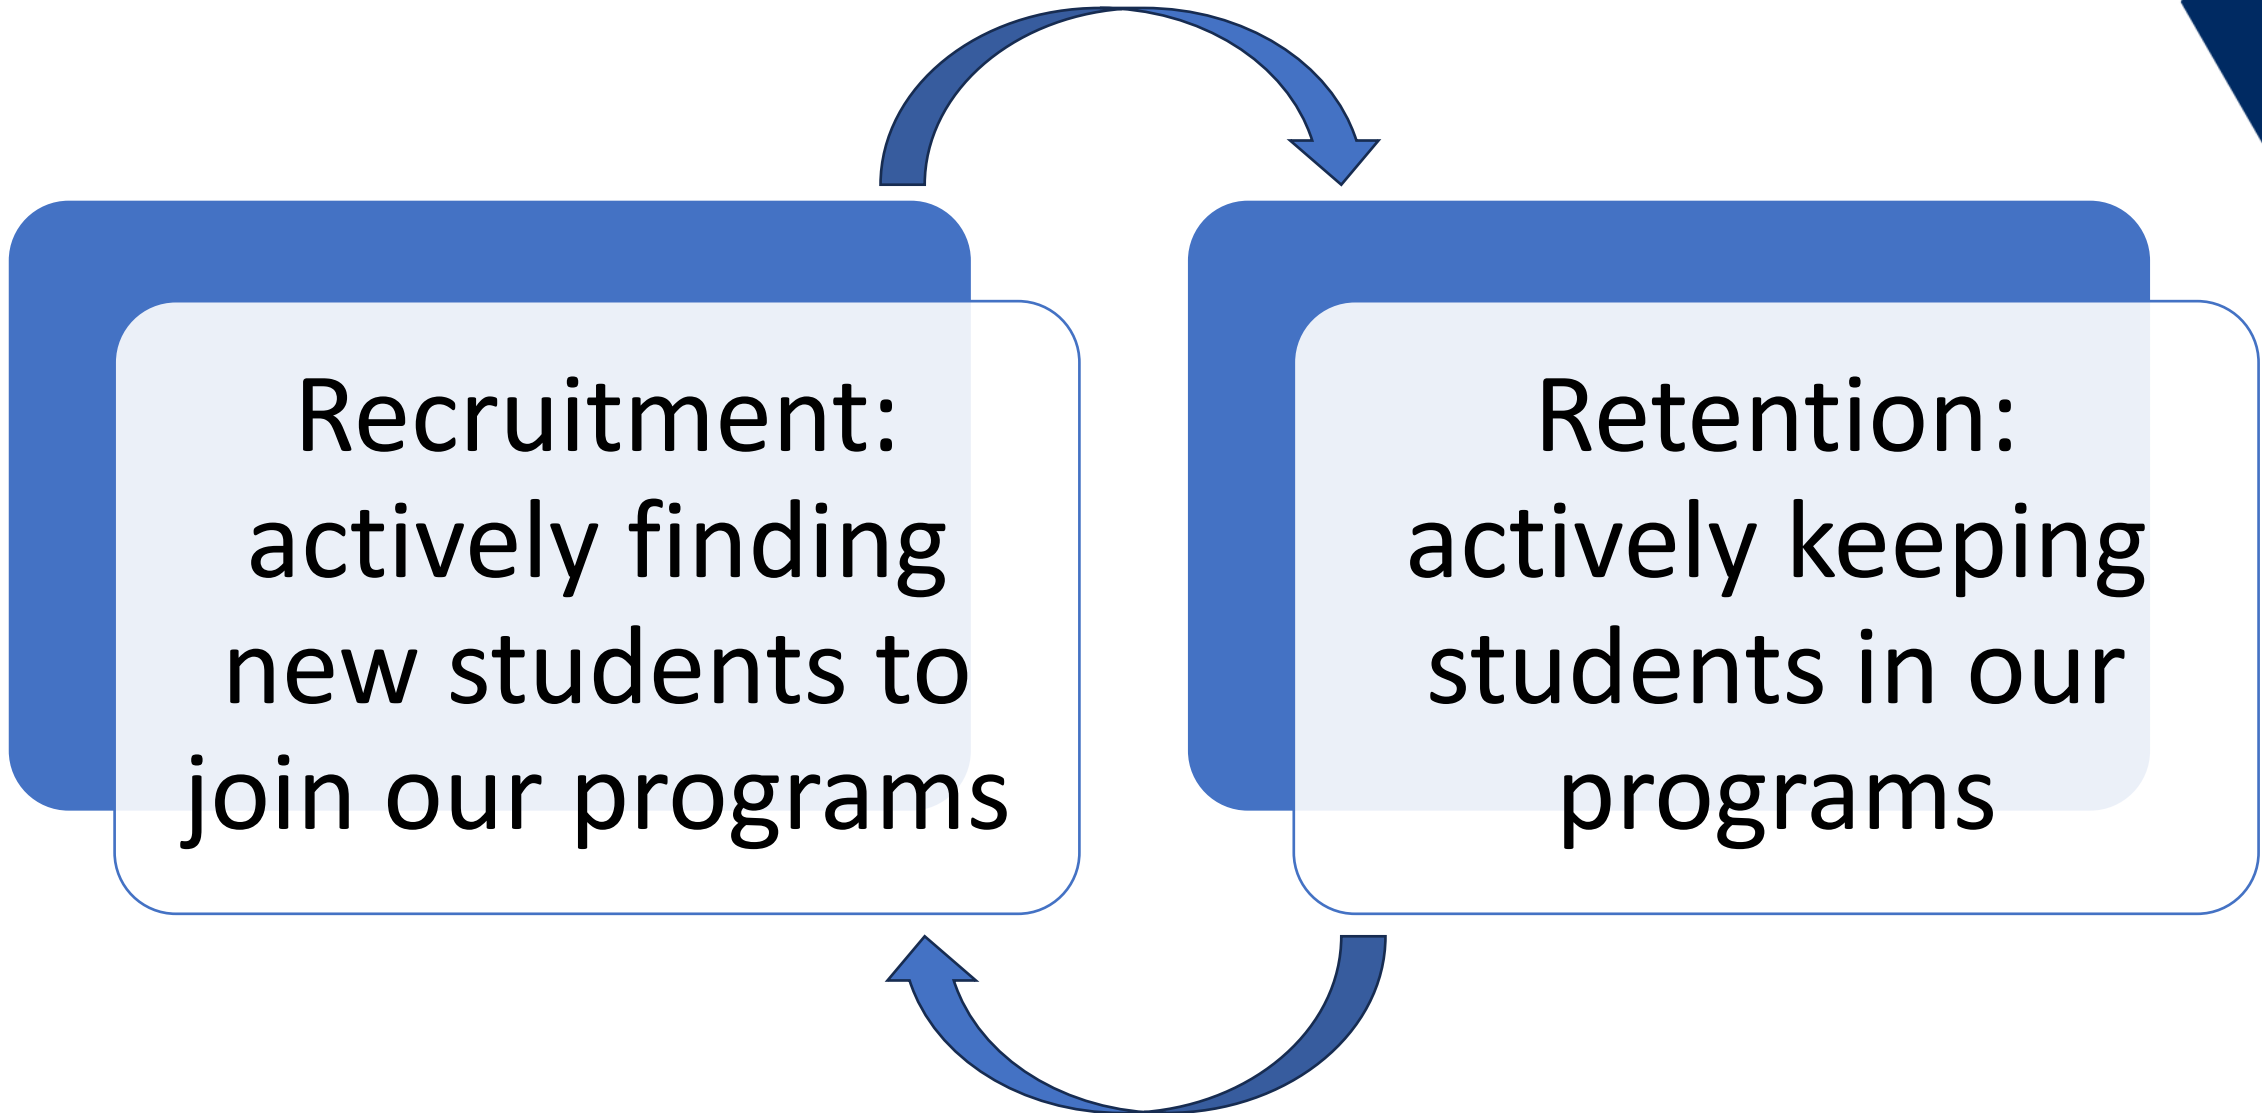 Recruitment:
actively finding
new students to
join our programs
Retention:
actively keeping
students in our
programs